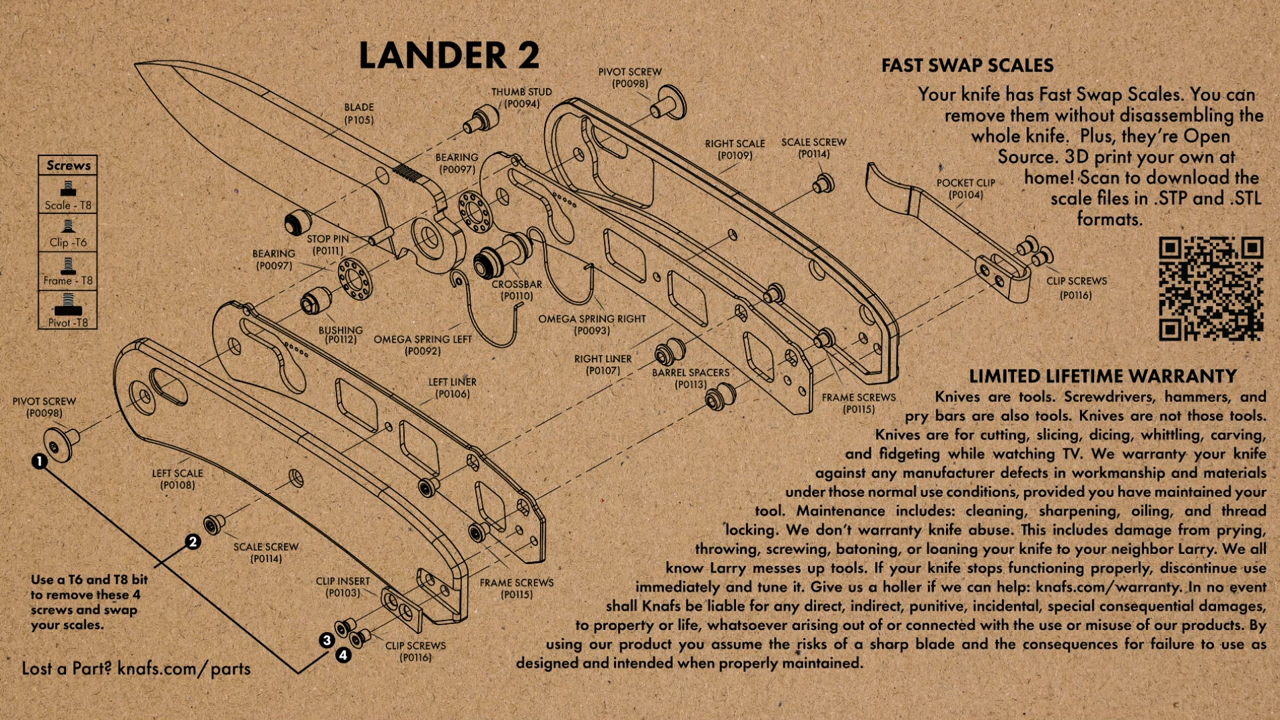 LANDER 2
BLADE
(P105)
THUMB STUD
(P0094)
PIVOT SCREW
(P0098)
BEARING
(P0097)
RIGHT SCALE
(P0109)
SCALE SCREW
(P0114)
POCKET CLIP
(P0104)
CLIP SCREWS
(P0116)
Screws
Scale - T8
Clip -T6
Frame - T8
Pivot -T8
STOP PIN
(P0111)
BEARING
(P0097)
BUSHING
(P0112)
CROSSBAR
(P0110)
OMEGA SPRING LEFT
(P0092)
OMEGA SPRING RIGHT
(P0093)
RIGHT LINER
(P0107)
BARREL SPACERS
(P0113)
FRAME SCREWS
(P0115)
LEFT LINER
(P0106)
PIVOT SCREW
(P0098)
1
LEFT SCALE
(P0108)
2
SCALE SCREW
(P0114)
CLIP INSERT
(P0103)
FRAME SCREWS
(P0115)
3
4
CLIP SCREWS
(P0116)
Use a T6 and T8 bit
to remove these 4
screws and swap
your scales.
Lost a Part? knafs.com/parts
FAST SWAP SCALES
Your knife has Fast Swap Scales. You can
remove them without disassembling the
whole knife. Plus, they're Open
Source. 3D print your own at
home! Scan to download the
scale files in .STP and .STL
formats.
LIMITED LIFETIME WARRANTY
Knives are tools. Screwdrivers, hammers, and
pry bars are also tools. Knives are not those tools.
Knives are for cutting, slicing, dicing, whittling, carving,
and fidgeting while watching TV. We warranty your knife
against any manufacturer defects in workmanship and materials
under those normal use conditions, provided you have maintained your
tool. Maintenance includes: cleaning, sharpening, oiling, and thread
locking. We don't warranty knife abuse. This includes damage from prying,
throwing, screwing, batoning, or loaning your knife to your neighbor Larry. We all
know Larry messes up tools. If your knife stops functioning properly, discontinue use
immediately and tune it. Give us a holler if we can help: knafs.com/warranty. In no event
shall Knafs be liable for any direct, indirect, punitive, incidental, special consequential damages,
to property or life, whatsoever arising out of or connected with the use or misuse of our products. By
using our product you assume the risks of a sharp blade and the consequences for failure to use as
designed and intended when properly maintained.